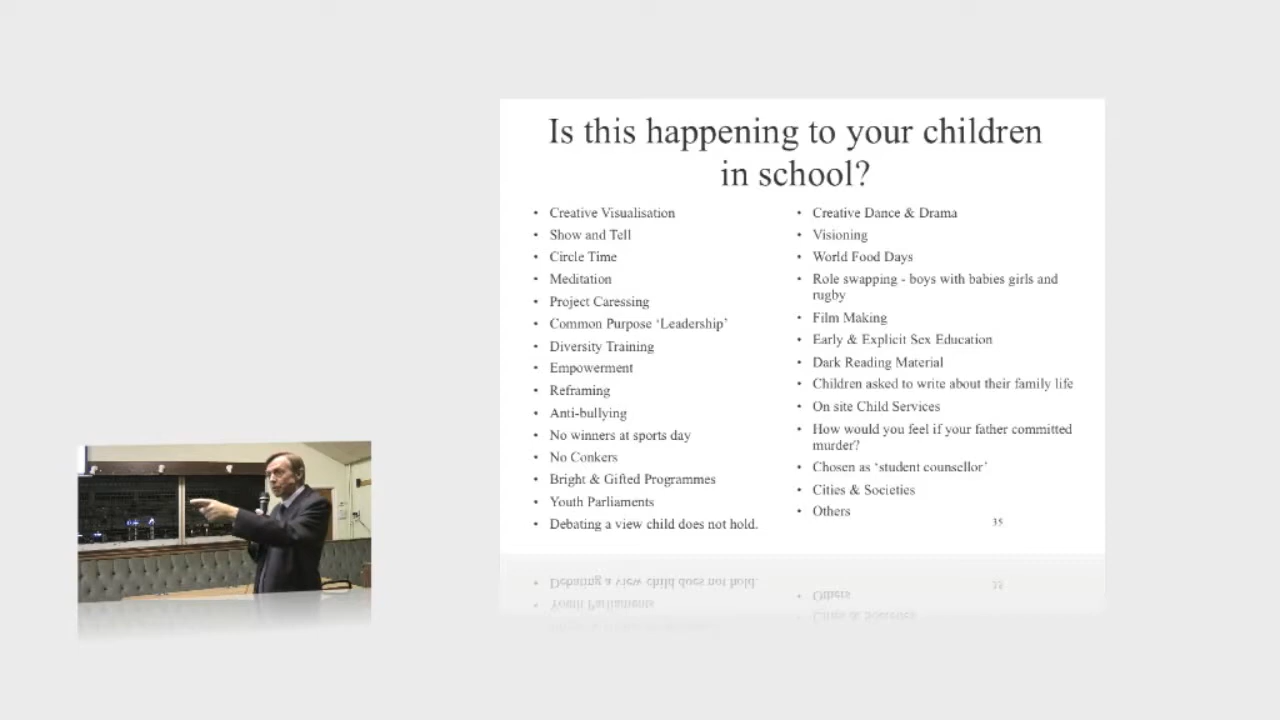 Is this happening to your children
in school?
• Creative Visualisation
• Show and Tell
• Circle Time
• Meditation
• Project Caressing
• Common Purpose ‘Leadership’
• Diversity Training
• Empowerment
• Reframing
• Anti-bullying
• No winners at sports day
• No Conkers
• Bright & Gifted Programmes
• Youth Parliaments
• Debating a view child does not hold.
• Creative Dance & Drama
• Visioning
• World Food Days
• Role swapping - boys with babies girls and
rugby
• Film Making
• Early & Explicit Sex Education
• Dark Reading Material
• Children asked to write about their family life
• On site Child Services
• How would you feel if your father committed
murder?
• Chosen as ‘student counsellor’
• Cities & Societies
• Others
35